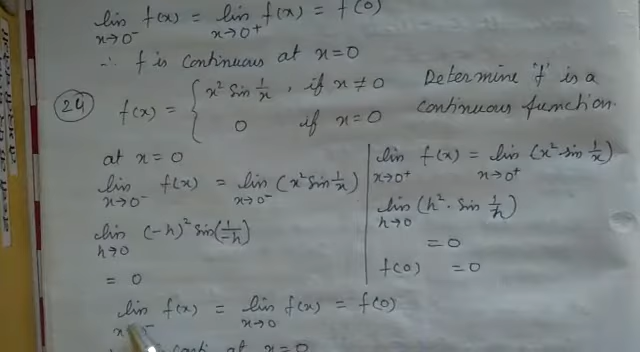 lim x→0⁻ f(x) = lim x→0⁺ f(x) = f(0)
∴ f is continuous at x=0
24 f(x) = { x² sin 1/x , if x ≠ 0
0 if x = 0
Determine 'f' is a
continuous function.
at x = 0
lim x→0⁻ f(x) = lim x→0⁻ (x² sin 1/x)
lim h→0 (-h)² sin(1/-h)
= 0
lim x→0⁺ f(x) = lim x→0⁺ (x² sin 1/x)
lim h→0 (h². sin 1/h)
= 0
f(0) = 0
lim f(x) = lim x→0 f(x) = f(0)
at x=0